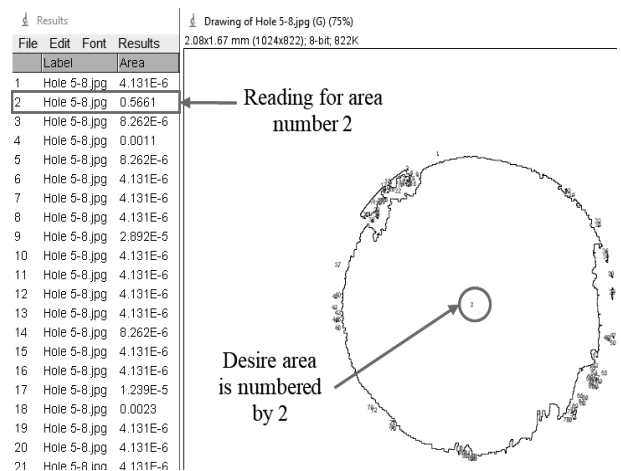 Results
File Edit Font Results
Label Area
1 Hole 5-8.jpg 4.131E-6
2 Hole 5-8.jpg 0.5661
3 Hole 5-8.jpg 8.262E-6
4 Hole 5-8.jpg 0.0011
5 Hole 5-8.jpg 8.262E-6
6 Hole 5-8.jpg 4.131E-6
7 Hole 5-8.jpg 4.131E-6
8 Hole 5-8.jpg 4.131E-6
9 Hole 5-8.jpg 2.892E-5
10 Hole 5-8.jpg 4.131E-6
11 Hole 5-8.jpg 4.131E-6
12 Hole 5-8.jpg 4.131E-6
13 Hole 5-8.jpg 4.131E-6
14 Hole 5-8.jpg 8.262E-6
15 Hole 5-8.jpg 4.131E-6
16 Hole 5-8.jpg 4.131E-6
17 Hole 5-8.jpg 1.239E-5
18 Hole 5-8.jpg 0.0023
19 Hole 5-8.jpg 4.131E-6
20 Hole 5-8.jpg 4.131E-6
21 Hole 5-8.jpg 4.131E-6
Drawing of Hole 5-8.jpg (G) (75%)
2.08x1.67 mm (1024x822); 8-bit; 822K
Reading for area
number 2
1
37
2
Desire area
is numbered
by 2